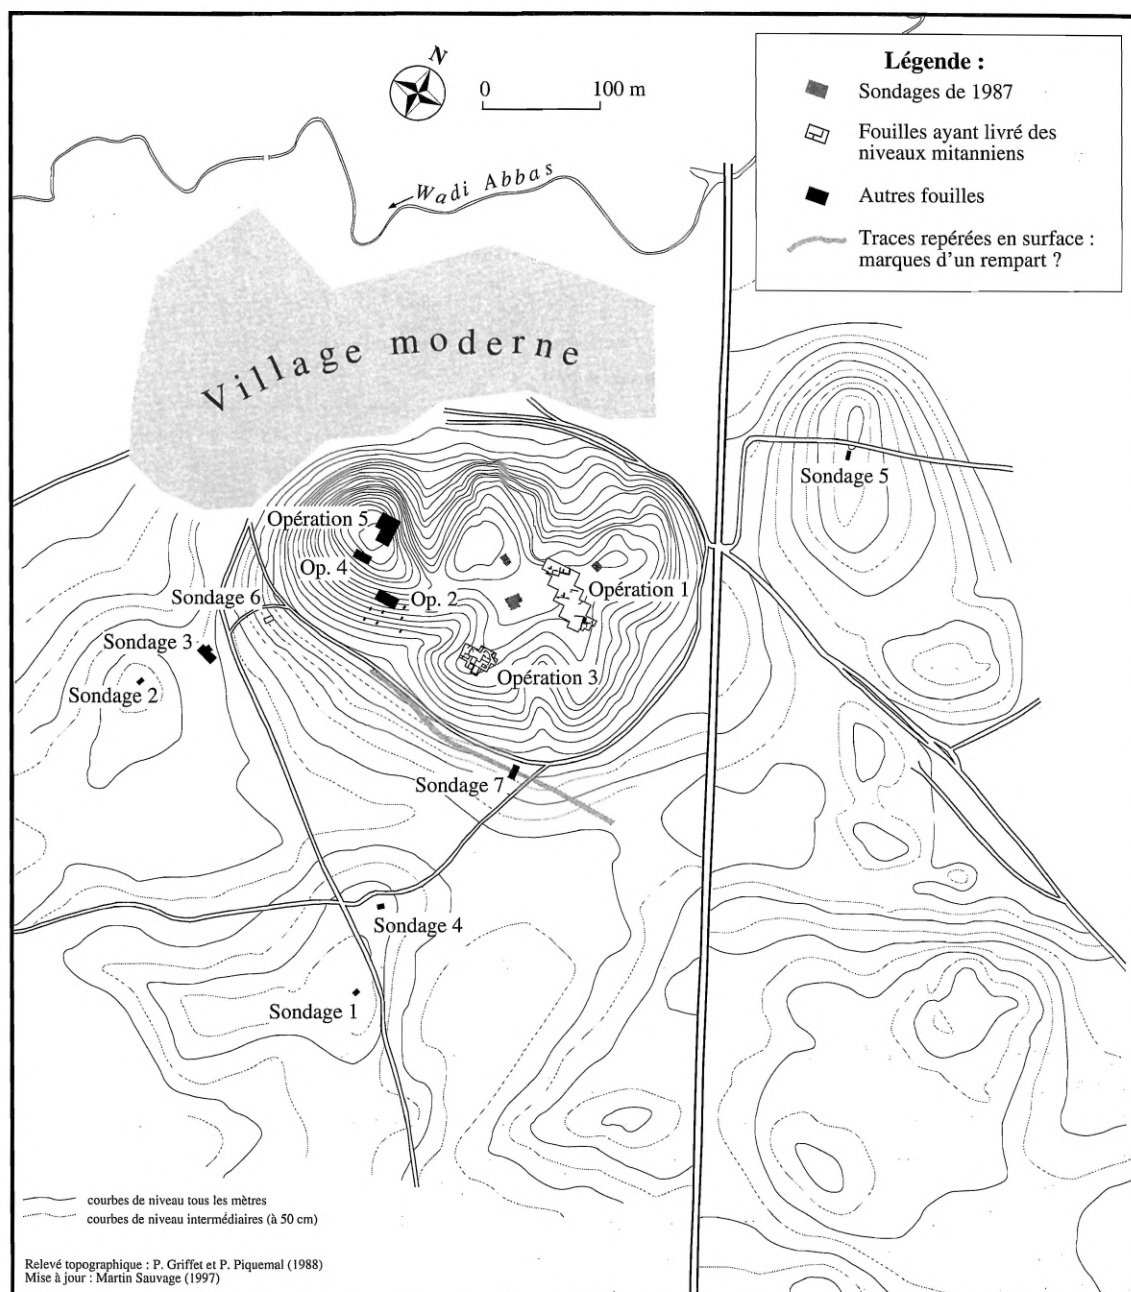 N
0 100 m
Légende :
Sondages de 1987
Fouilles ayant livré des
niveaux mitanniens
Autres fouilles
Traces repérées en surface :
marques d'un rempart ?
Wadi Abbas
Village moderne
Sondage 5
Opération 5
Op. 4
Opération 1
Op. 2
Sondage 6
Sondage 3
Opération 3
Sondage 2
Sondage 7
Sondage 4
Sondage 1
courbes de niveau tous les mètres
courbes de niveau intermédiaires (à 50 cm)
Relevé topographique : P. Griffet et P. Piquemal (1988)
Mise à jour : Martin Sauvage (1997)